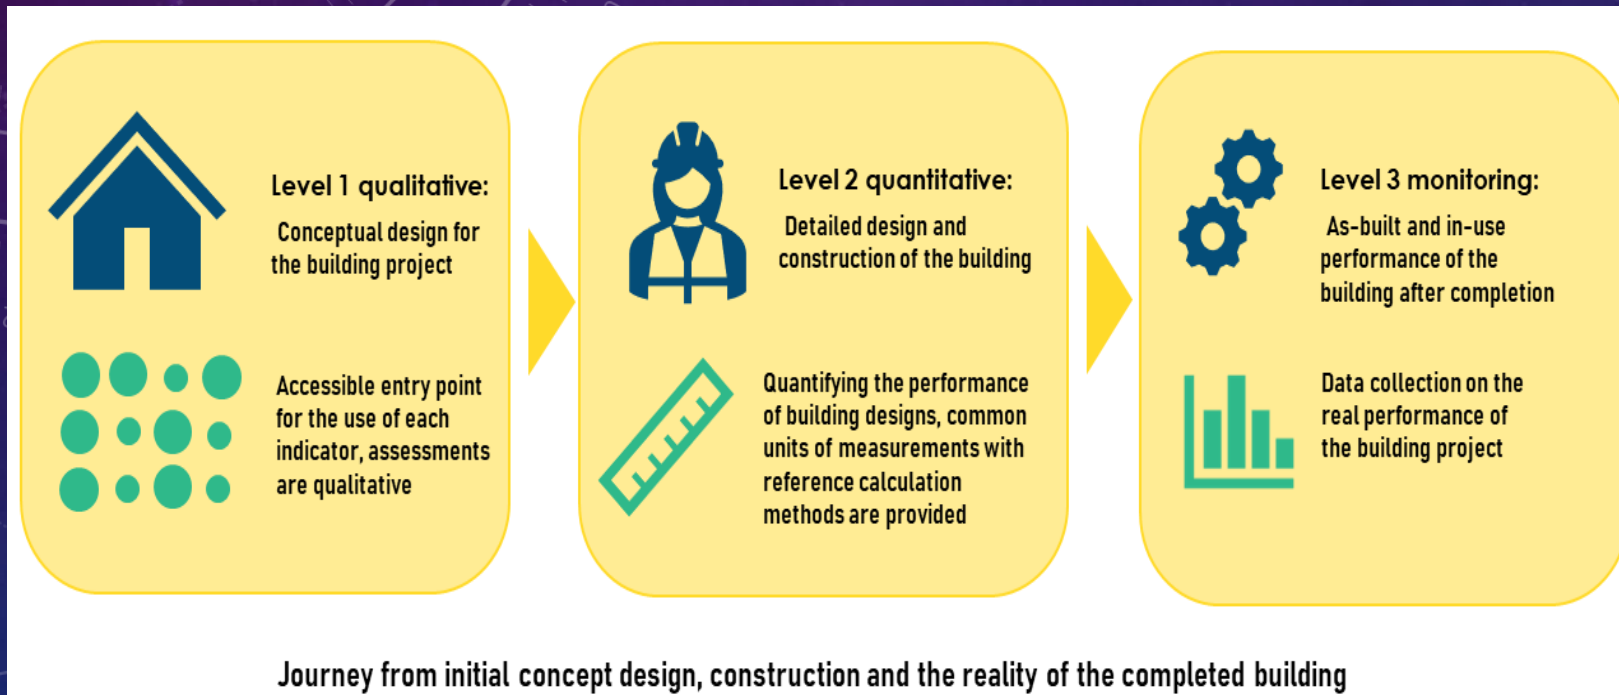 Level 1 qualitative:
Conceptual design for
the building project
Accessible entry point
for the use of each
indicator, assessments
are qualitative
Level 2 quantitative:
Detailed design and
construction of the building
Quantifying the performance
of building designs, common
units of measurements with
reference calculation
methods are provided
Level 3 monitoring:
As-built and in-use
performance of the
building after completion
Data collection on the
real performance of
the building project
Journey from initial concept design, construction and the reality of the completed building